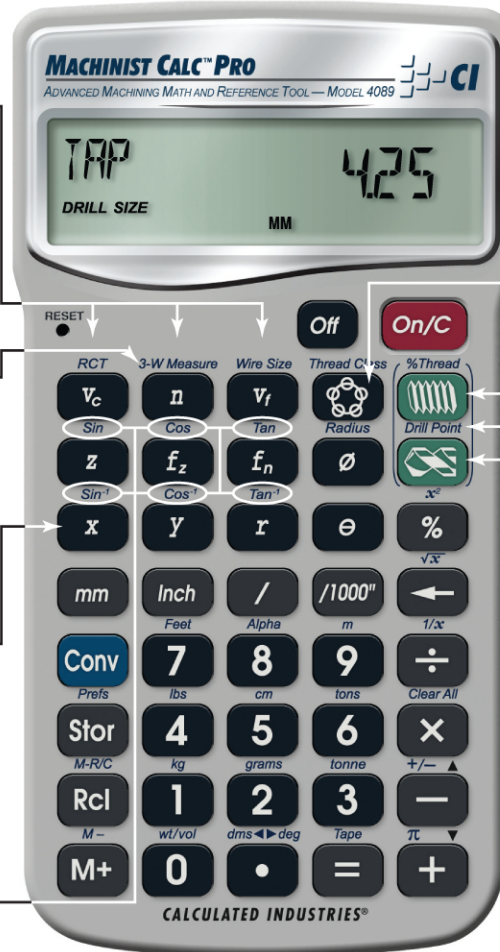 MACHINIST CALC™ PRO
ADVANCED MACHINING MATH AND REFERENCE TOOL — MODEL 4089
CI
TAP 4.25
DRILL SIZE
MM
RESET
Off On/C
RCT 3-W Measure Wire Size Thread Class %Thread
Vc n Vf
Sin Cos Tan Radius Drill Point
z fz fn ø
Sin-1 Cos-1 Tan-1 x²
x y r θ %
√x
mm Inch / /1000" ←
Feet Alpha m 1/x
Conv 7 8 9 ÷
Prefs lbs cm tons Clear All
Stor 4 5 6 ×
M-R/C kg grams tonne +/− ▲
Rcl 1 2 3 −
M − wt/vol dms◄►deg Tape π ▼
M+ 0 • = +
CALCULATED INDUSTRIES®